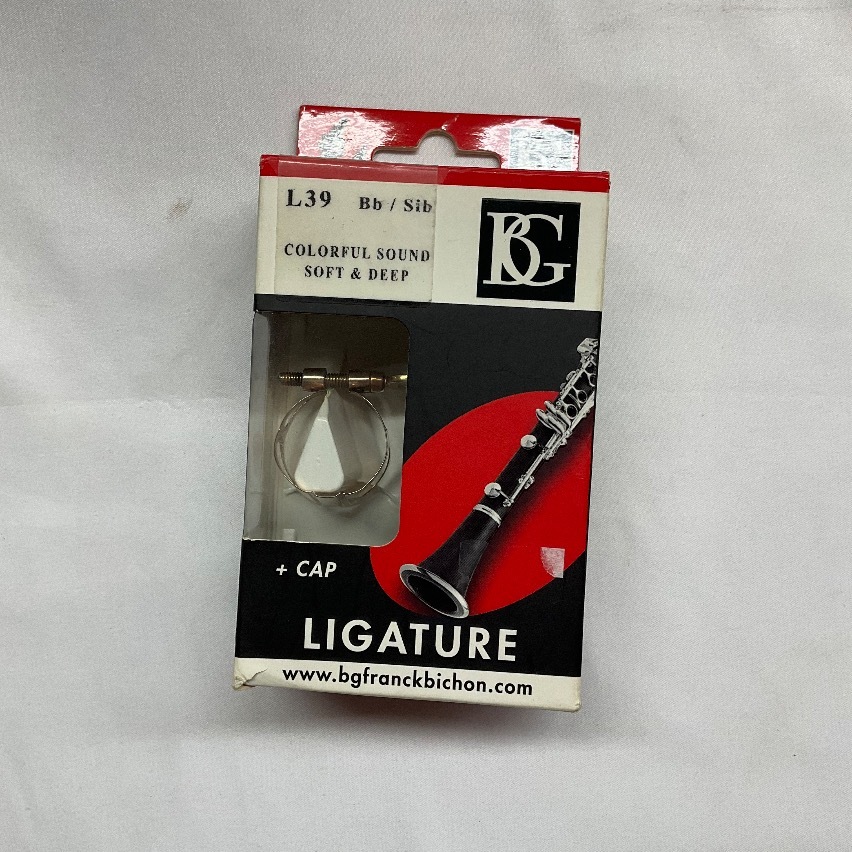 L39 Bb / Sib
BG
COLORFUL SOUND
SOFT & DEEP
+ CAP
LIGATURE
www.bgfranckbichon.com